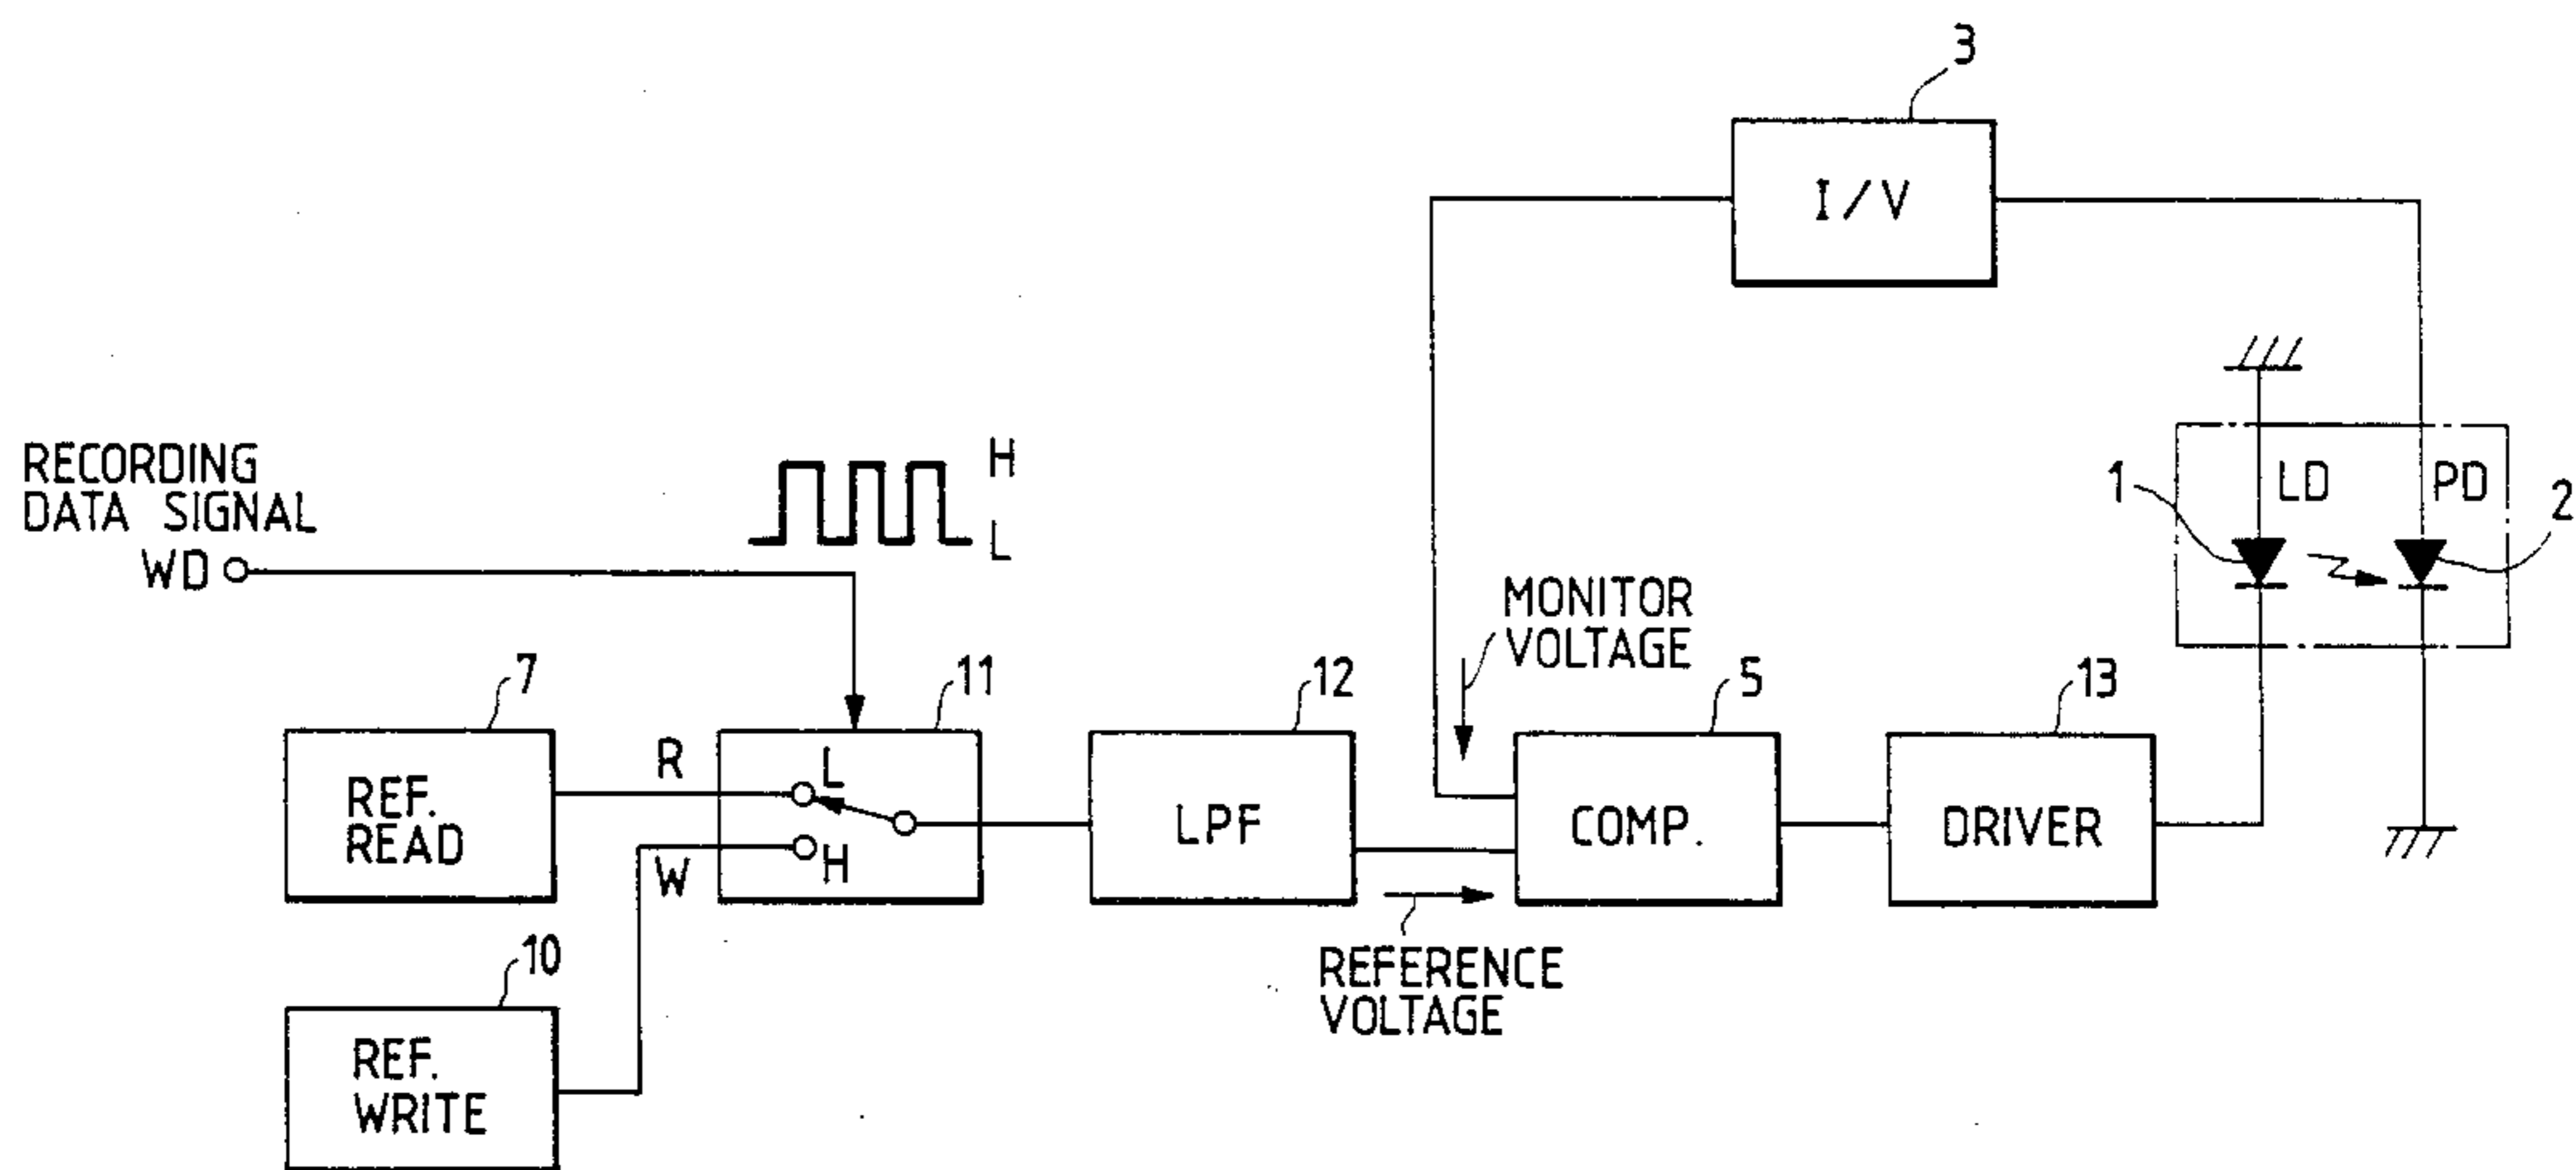 3
I/V
RECORDING
DATA SIGNAL
WD
H
L
1
LD
PD
2
MONITOR
VOLTAGE
7
REF.
READ
R
W
11
L
H
12
LPF
5
COMP.
13
DRIVER
REFERENCE
VOLTAGE
10
REF.
WRITE